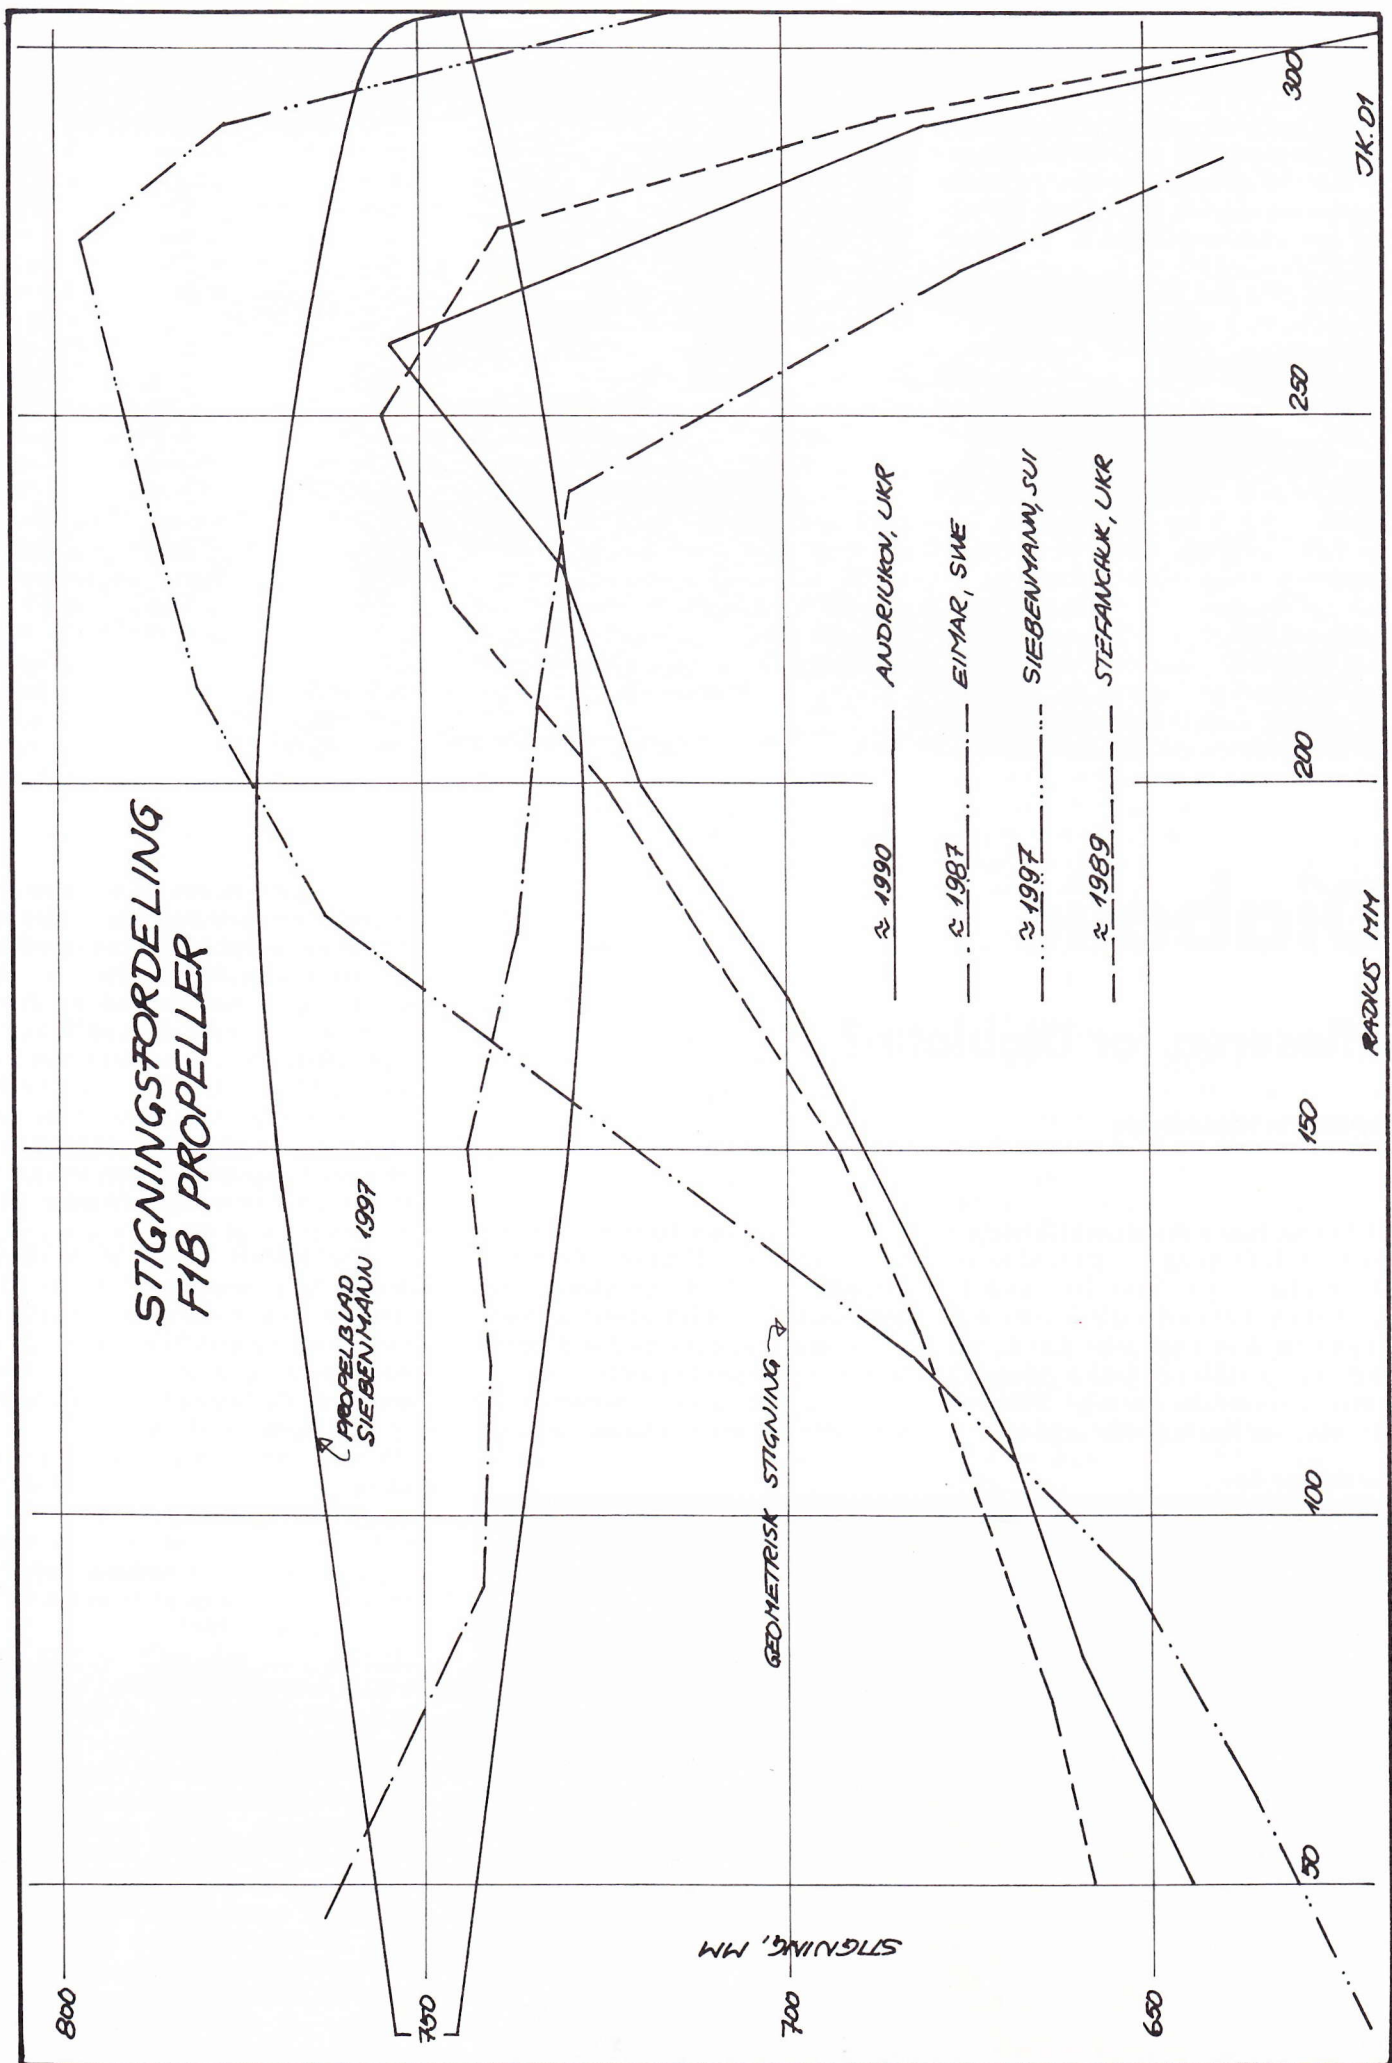 STIGNINGSFORDELING
F1B PROPELLER
PROPELBLAD
SIEBENMANN 1997
GEOMETRISK STIGNING
≈ 1990 ANDRIUKOV, UKR
≈ 1987 EIMAR, SWE
≈ 1997 SIEBENMANN, SUI
≈ 1989 STEFANCHUK, UKR
STIGNING, MM
800
750
700
650
50
100
150
200
250
300
RADIUS MM
JK.01